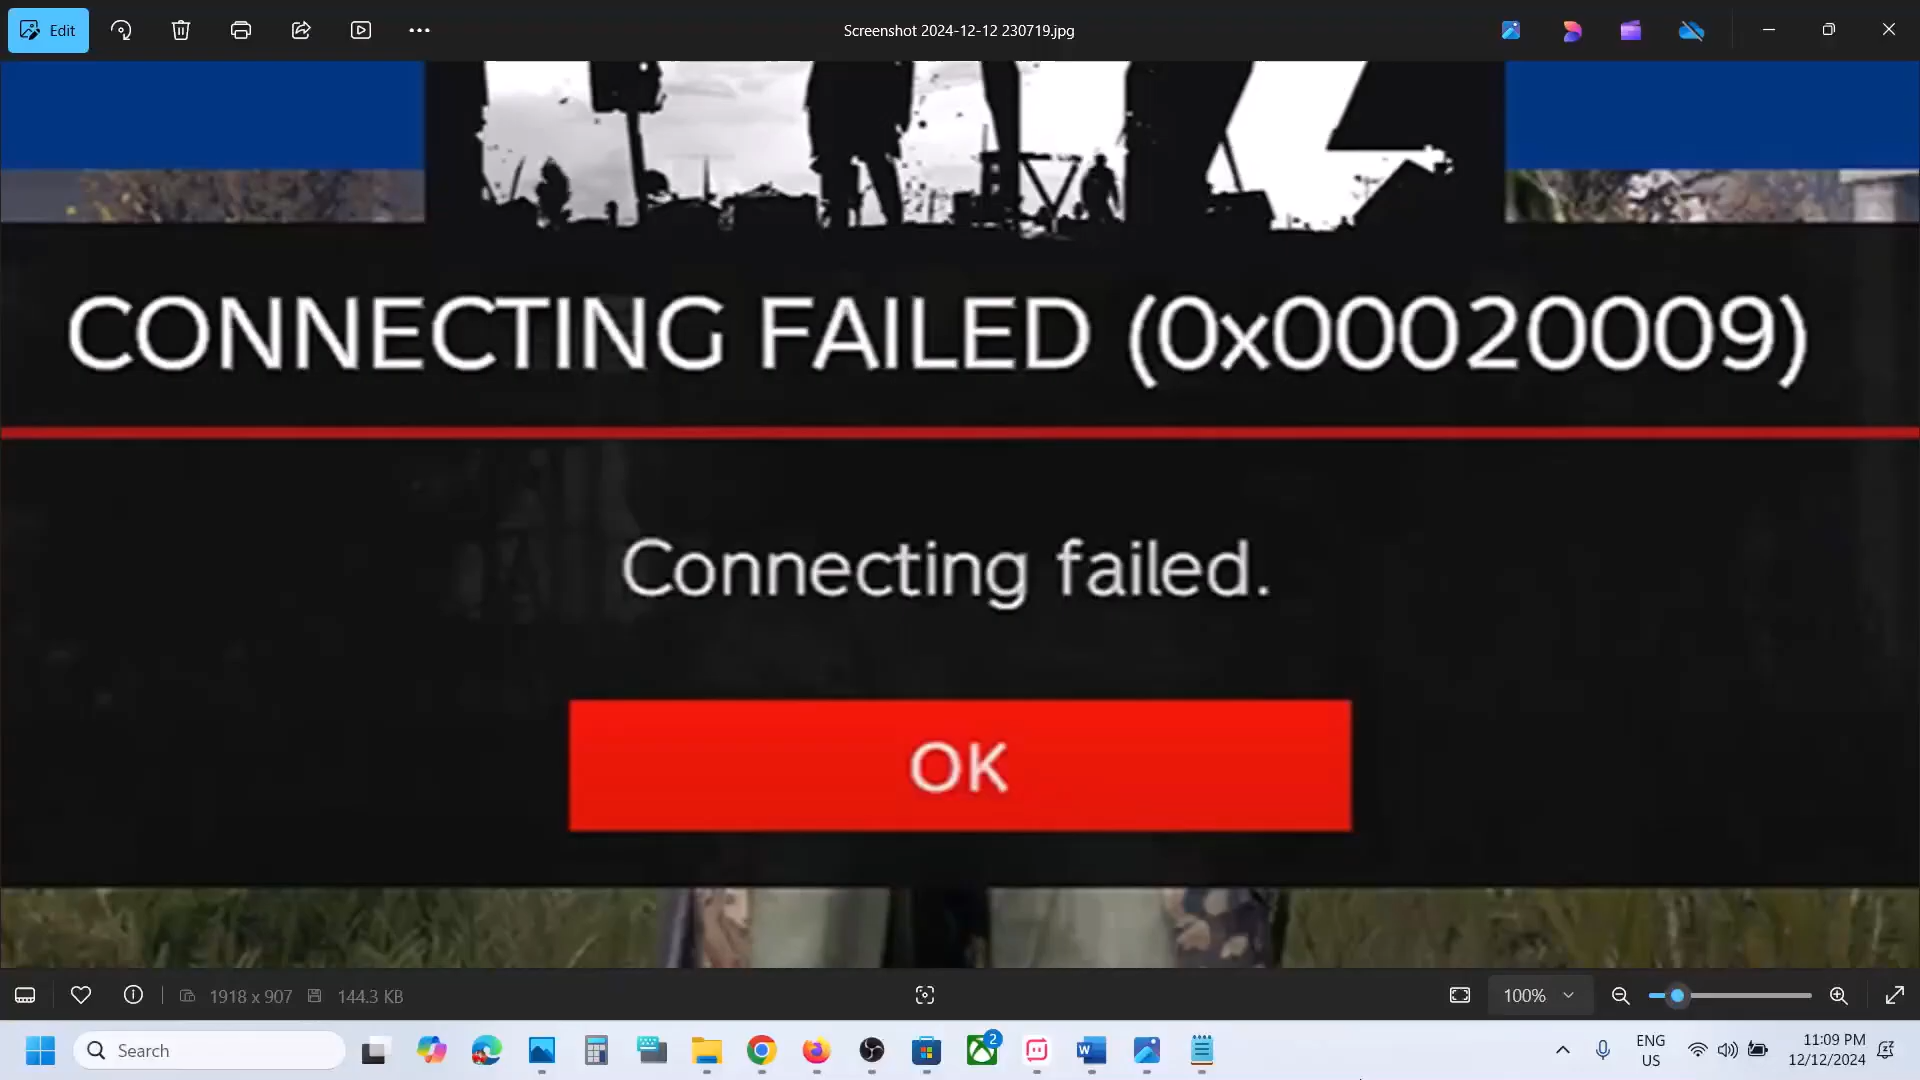 Edit
Screenshot 2024-12-12 230719.jpg
CONNECTING FAILED (0x00020009)
Connecting failed.
OK
1918 x 907
144.3 KB
100%
Search
2
ENG
US
11:09 PM
12/12/2024